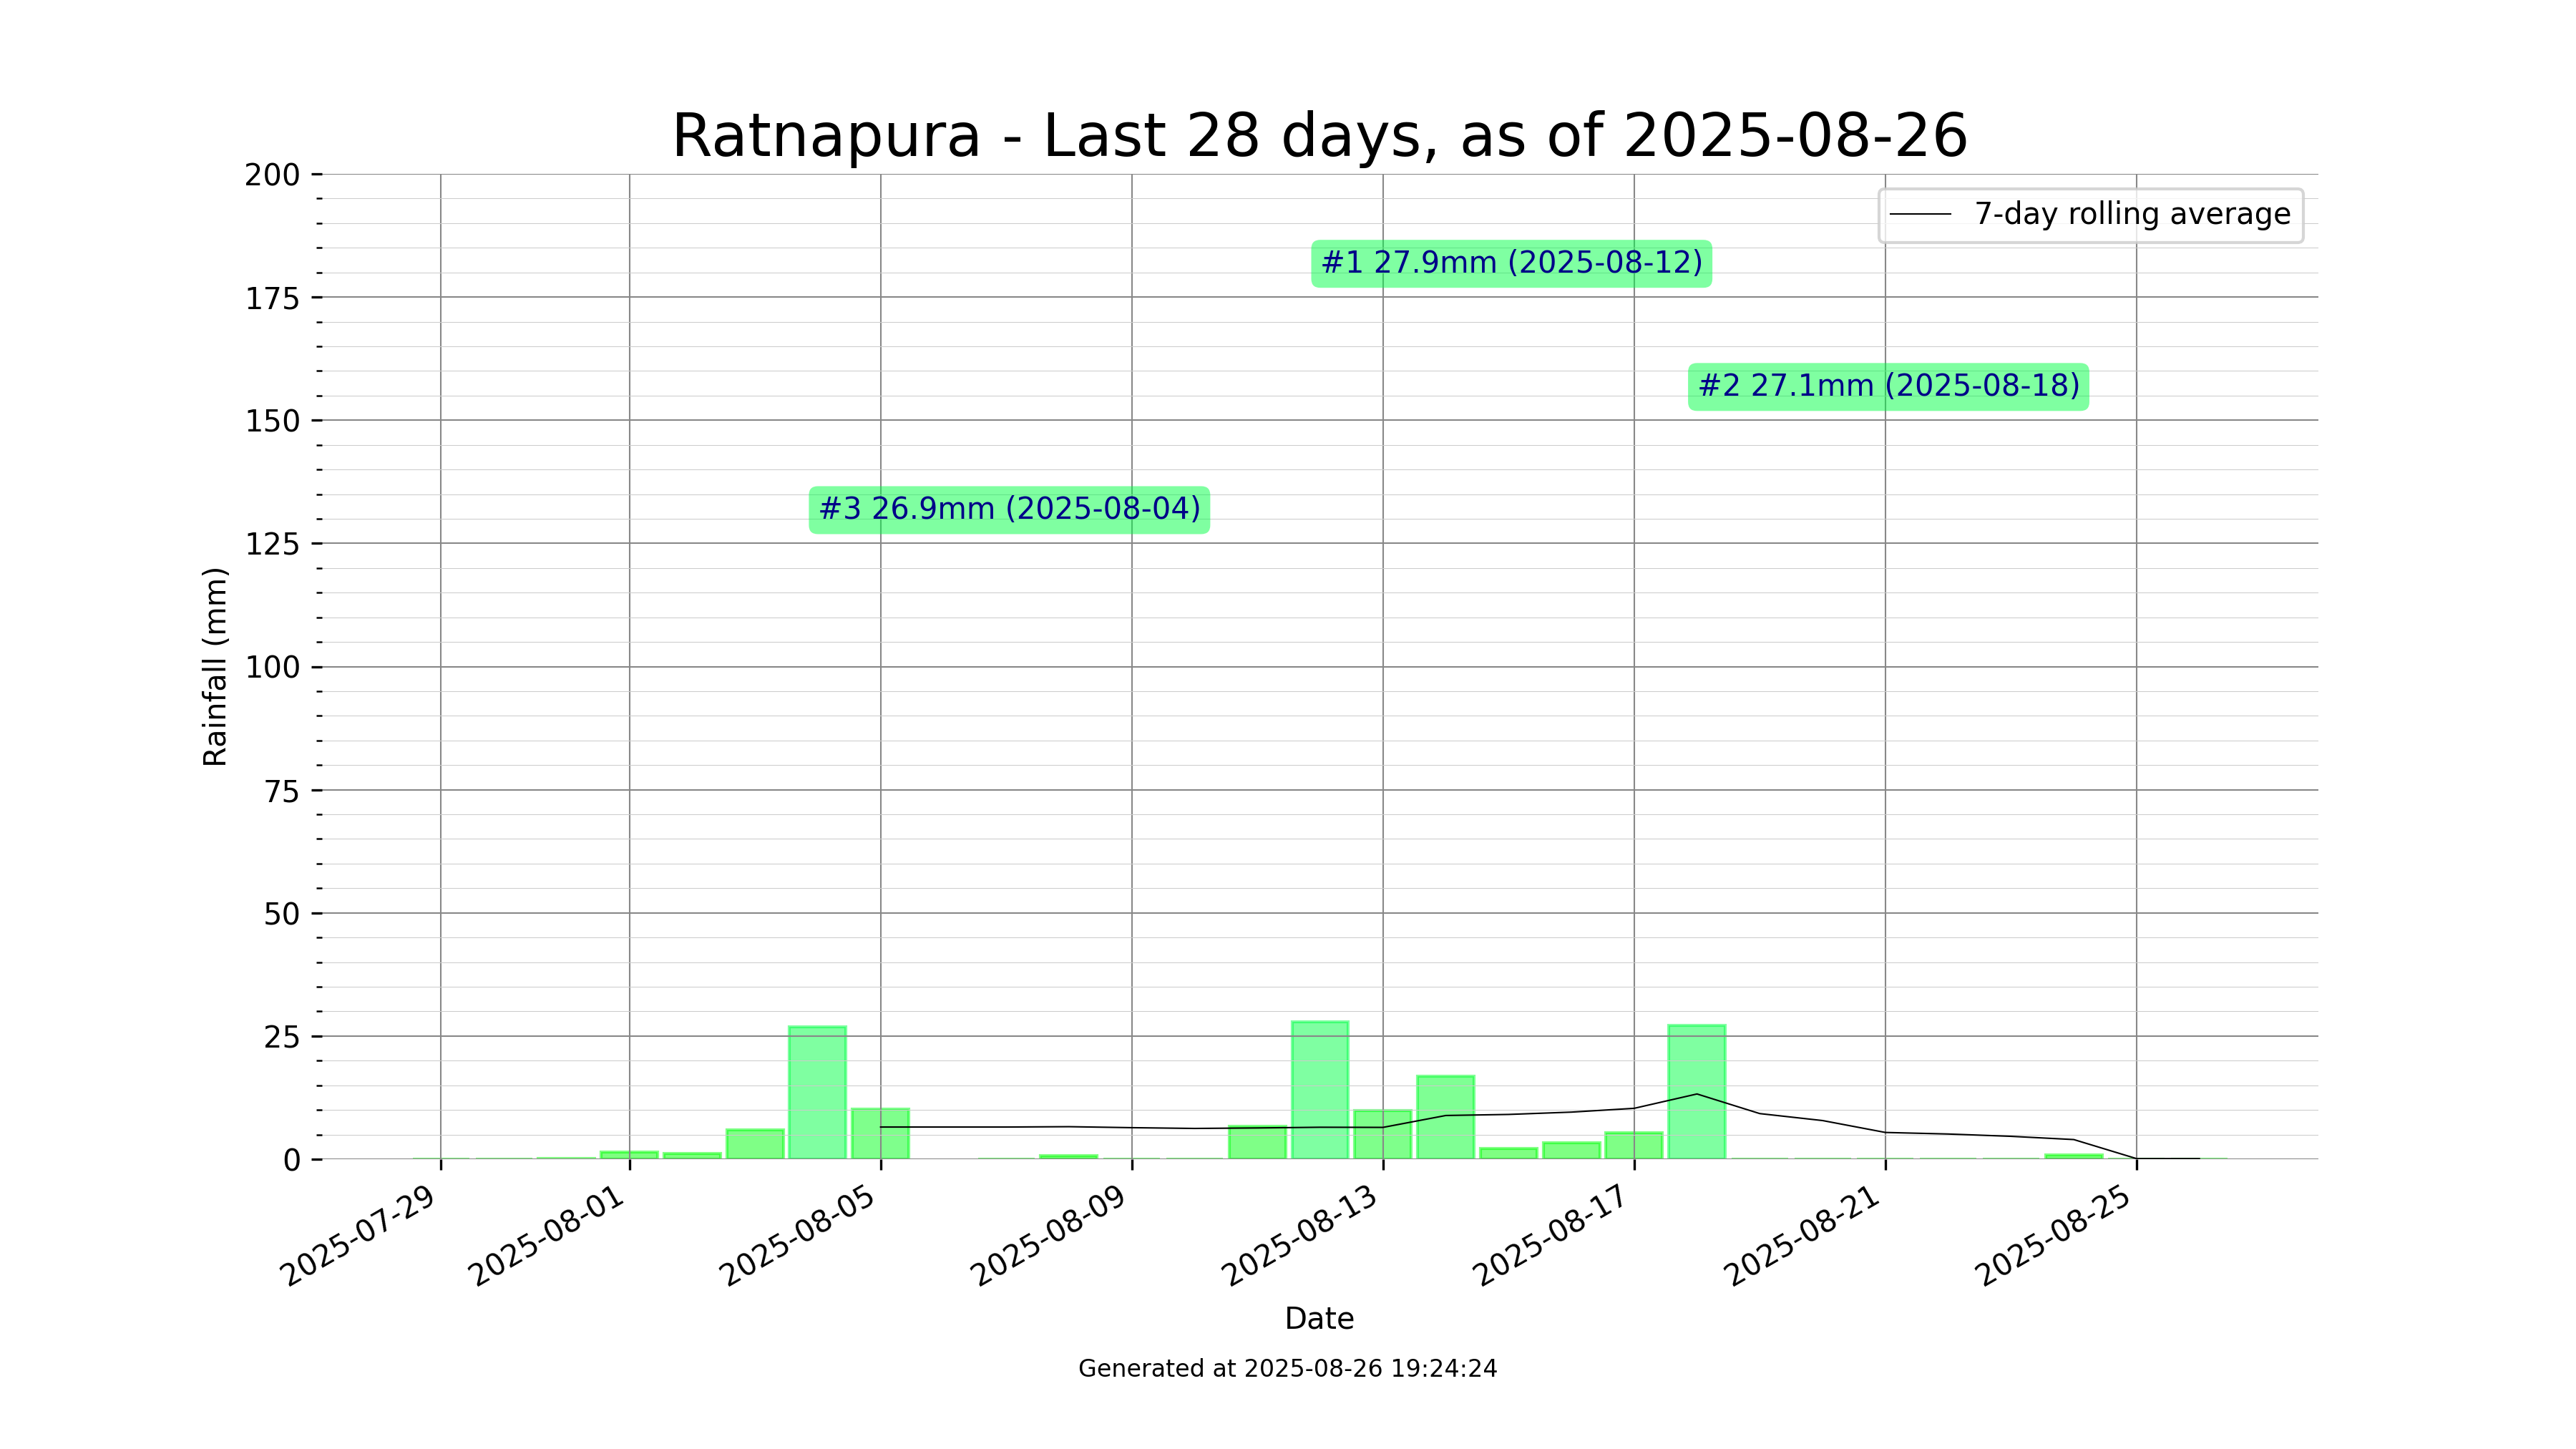 Ratnapura - Last 28 days, as of 2025-08-26
200
175
150
125
100
75
50
25
0
Rainfall (mm)
7-day rolling average
#1 27.9mm (2025-08-12)
#2 27.1mm (2025-08-18)
#3 26.9mm (2025-08-04)
2025-07-29
2025-08-01
2025-08-05
2025-08-09
2025-08-13
2025-08-17
2025-08-21
2025-08-25
Date
Generated at 2025-08-26 19:24:24